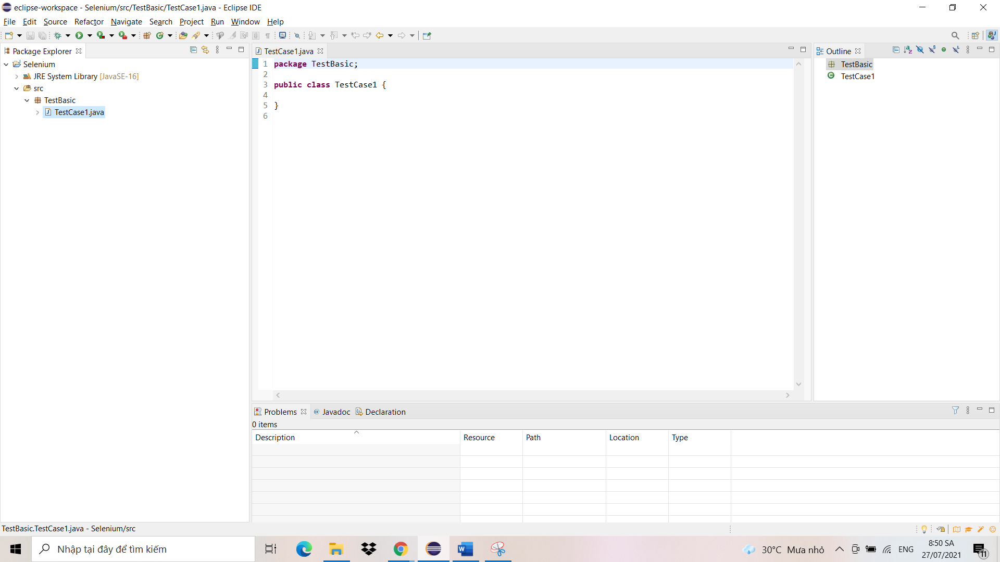 eclipse-workspace - Selenium/src/TestBasic/TestCase1.java - Eclipse IDE
File Edit Source Refactor Navigate Search Project Run Window Help
Package Explorer
Selenium
JRE System Library [JavaSE-16]
src
TestBasic
TestCase1.java
TestCase1.java
1 package TestBasic;
2
3 public class TestCase1 {
4
5 }
6
Outline
TestBasic
TestCase1
Problems @ Javadoc Declaration
0 items
Description Resource Path Location Type
TestBasic.TestCase1.java - Selenium/src
Nhập tại đây để tìm kiếm
30°C Mưa nhỏ
ENG
8:50 SA
27/07/2021
11